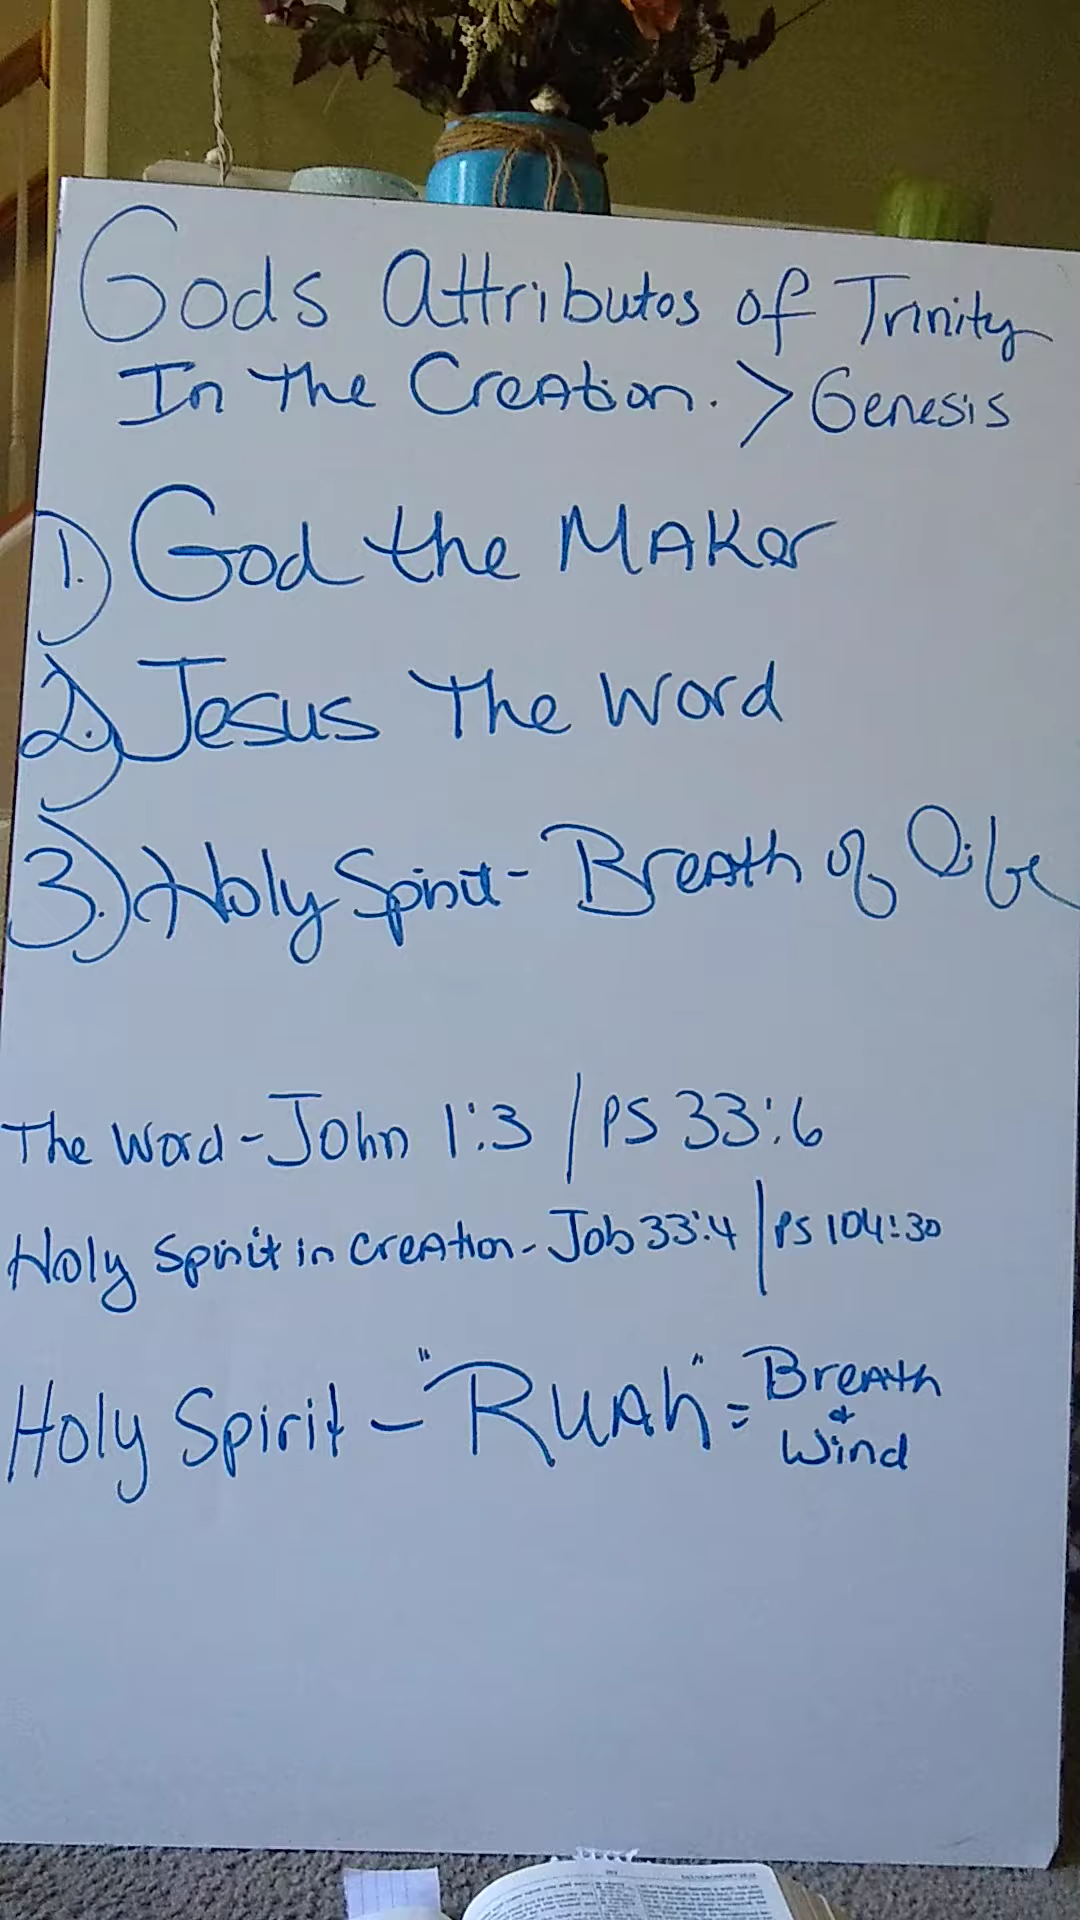 Gods Attributes of Trinity
In The Creation. > Genesis
1.) God the Maker
2.) Jesus The Word
3.) Holy Spirit - Breath of Life
The Word - John 1:3 / PS 33:6
Holy Spirit in Creation - Job 33:4 | PS 104:30
Holy Spirit - "Ruah" = Breath
&
Wind